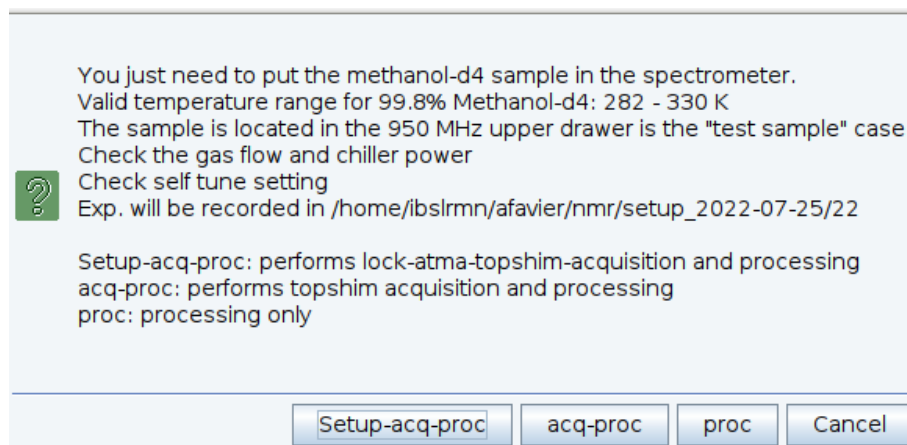 You just need to put the methanol-d4 sample in the spectrometer.
Valid temperature range for 99.8% Methanol-d4: 282 - 330 K
The sample is located in the 950 MHz upper drawer is the "test sample" case
Check the gas flow and chiller power
Check self tune setting
Exp. will be recorded in /home/ibslrmn/afavier/nmr/setup_2022-07-25/22
Setup-acq-proc: performs lock-atma-topshim-acquisition and processing
acq-proc: performs topshim acquisition and processing
proc: processing only
Setup-acq-proc acq-proc proc Cancel